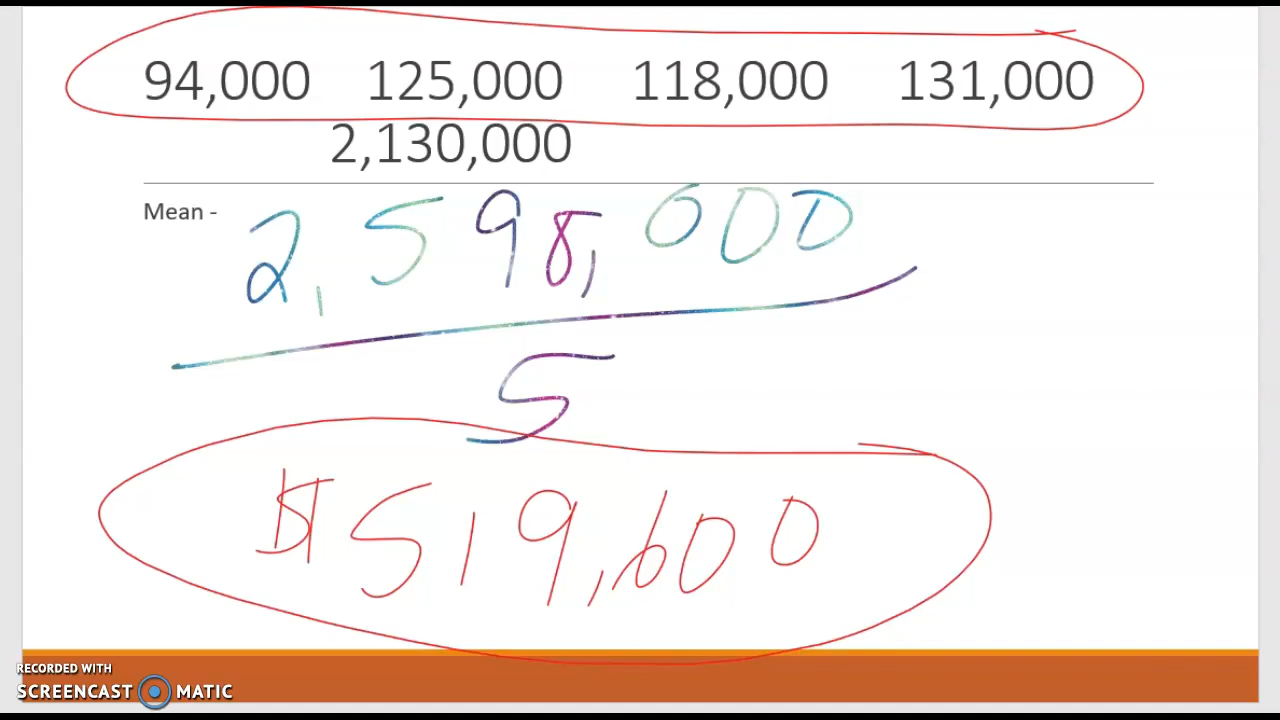 94,000 125,000 118,000 131,000
2,130,000
Mean -
2,598,000
5
$519,600
RECORDED WITH
SCREENCAST MATIC